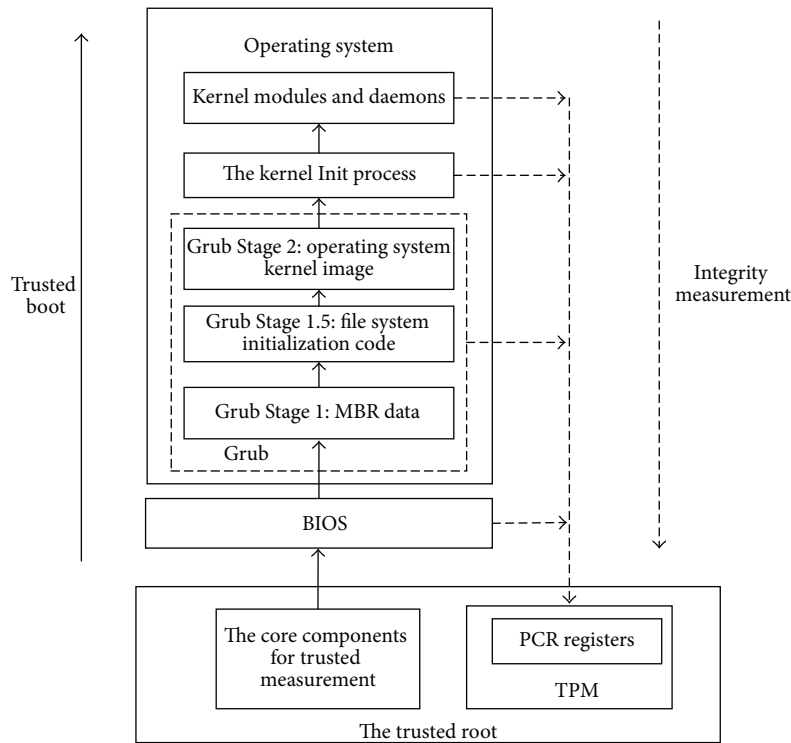 Operating system
Kernel modules and daemons
The kernel Init process
Grub Stage 2: operating system
kernel image
Trusted
boot
Integrity
measurement
Grub Stage 1.5: file system
initialization code
Grub Stage 1: MBR data
Grub
BIOS
The core components
for trusted
measurement
PCR registers
TPM
The trusted root